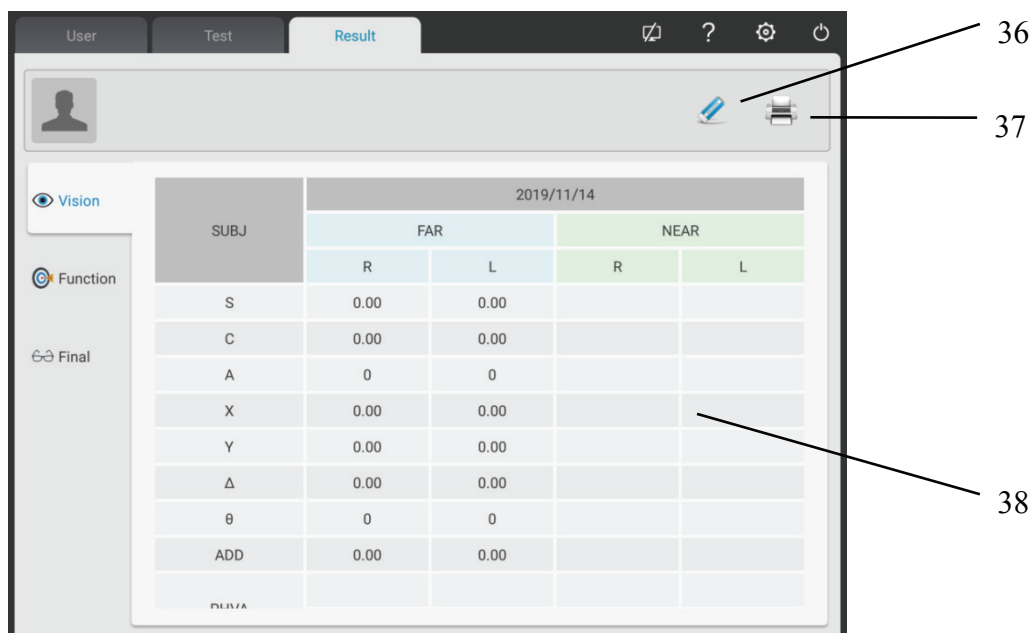 User Test Result ?
36
37
2019/11/14
Vision
SUBJ FAR NEAR
R L R L
Function
S 0.00 0.00
C 0.00 0.00
Final
A 0 0
X 0.00 0.00
Y 0.00 0.00
Δ 0.00 0.00
38
θ 0 0
ADD 0.00 0.00